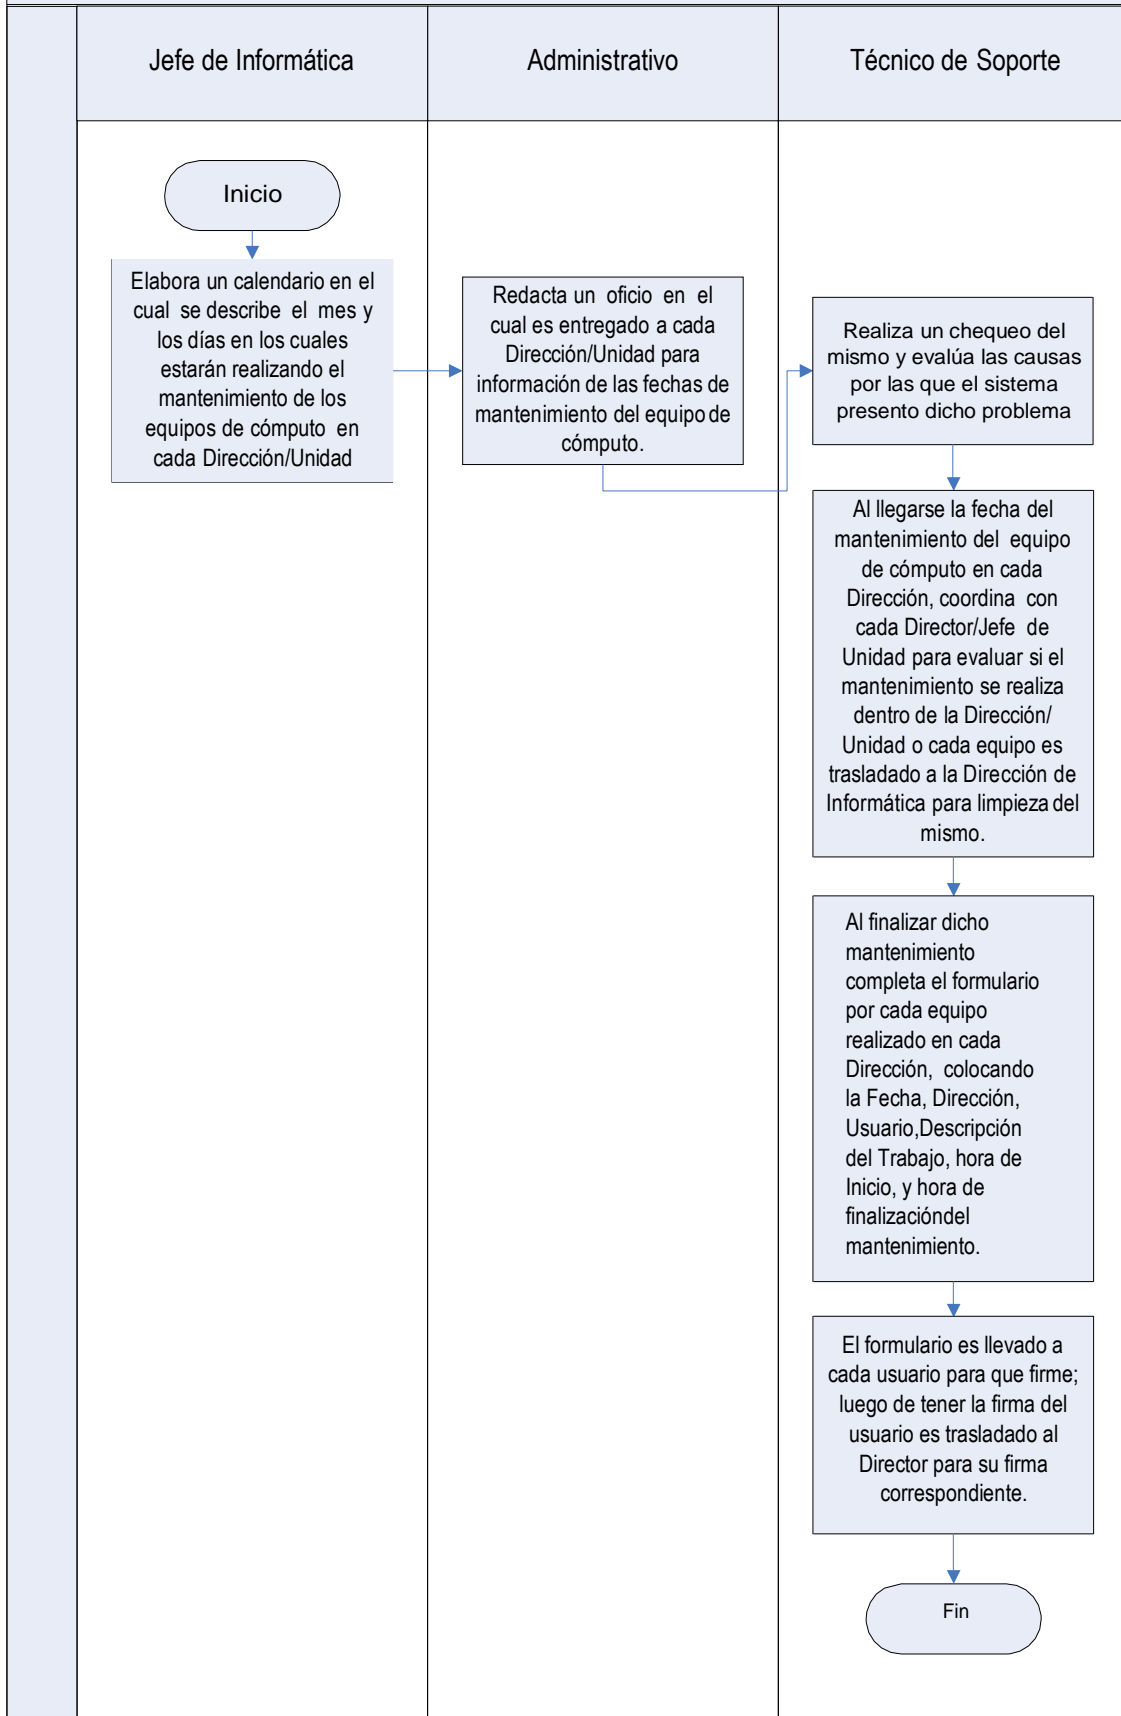 Jefe de Informática
Administrativo
Técnico de Soporte
Inicio
Elabora un calendario en el
cual se describe el mes y
los días en los cuales
estarán realizando el
mantenimiento de los
equipos de cómputo en
cada Dirección/Unidad
Redacta un oficio en el
cual es entregado a cada
Dirección/Unidad para
información de las fechas de
mantenimiento del equipo de
cómputo.
Realiza un chequeo del
mismo y evalúa las causas
por las que el sistema
presento dicho problema
Al llegarse la fecha del
mantenimiento del equipo
de cómputo en cada
Dirección, coordina con
cada Director/Jefe de
Unidad para evaluar si el
mantenimiento se realiza
dentro de la Dirección/
Unidad o cada equipo es
trasladado a la Dirección de
Informática para limpieza del
mismo.
Al finalizar dicho
mantenimiento
completa el formulario
por cada equipo
realizado en cada
Dirección, colocando
la Fecha, Dirección,
Usuario,Descripción
del Trabajo, hora de
Inicio, y hora de
finalizacióndel
mantenimiento.
El formulario es llevado a
cada usuario para que firme;
luego de tener la firma del
usuario es trasladado al
Director para su firma
correspondiente.
Fin